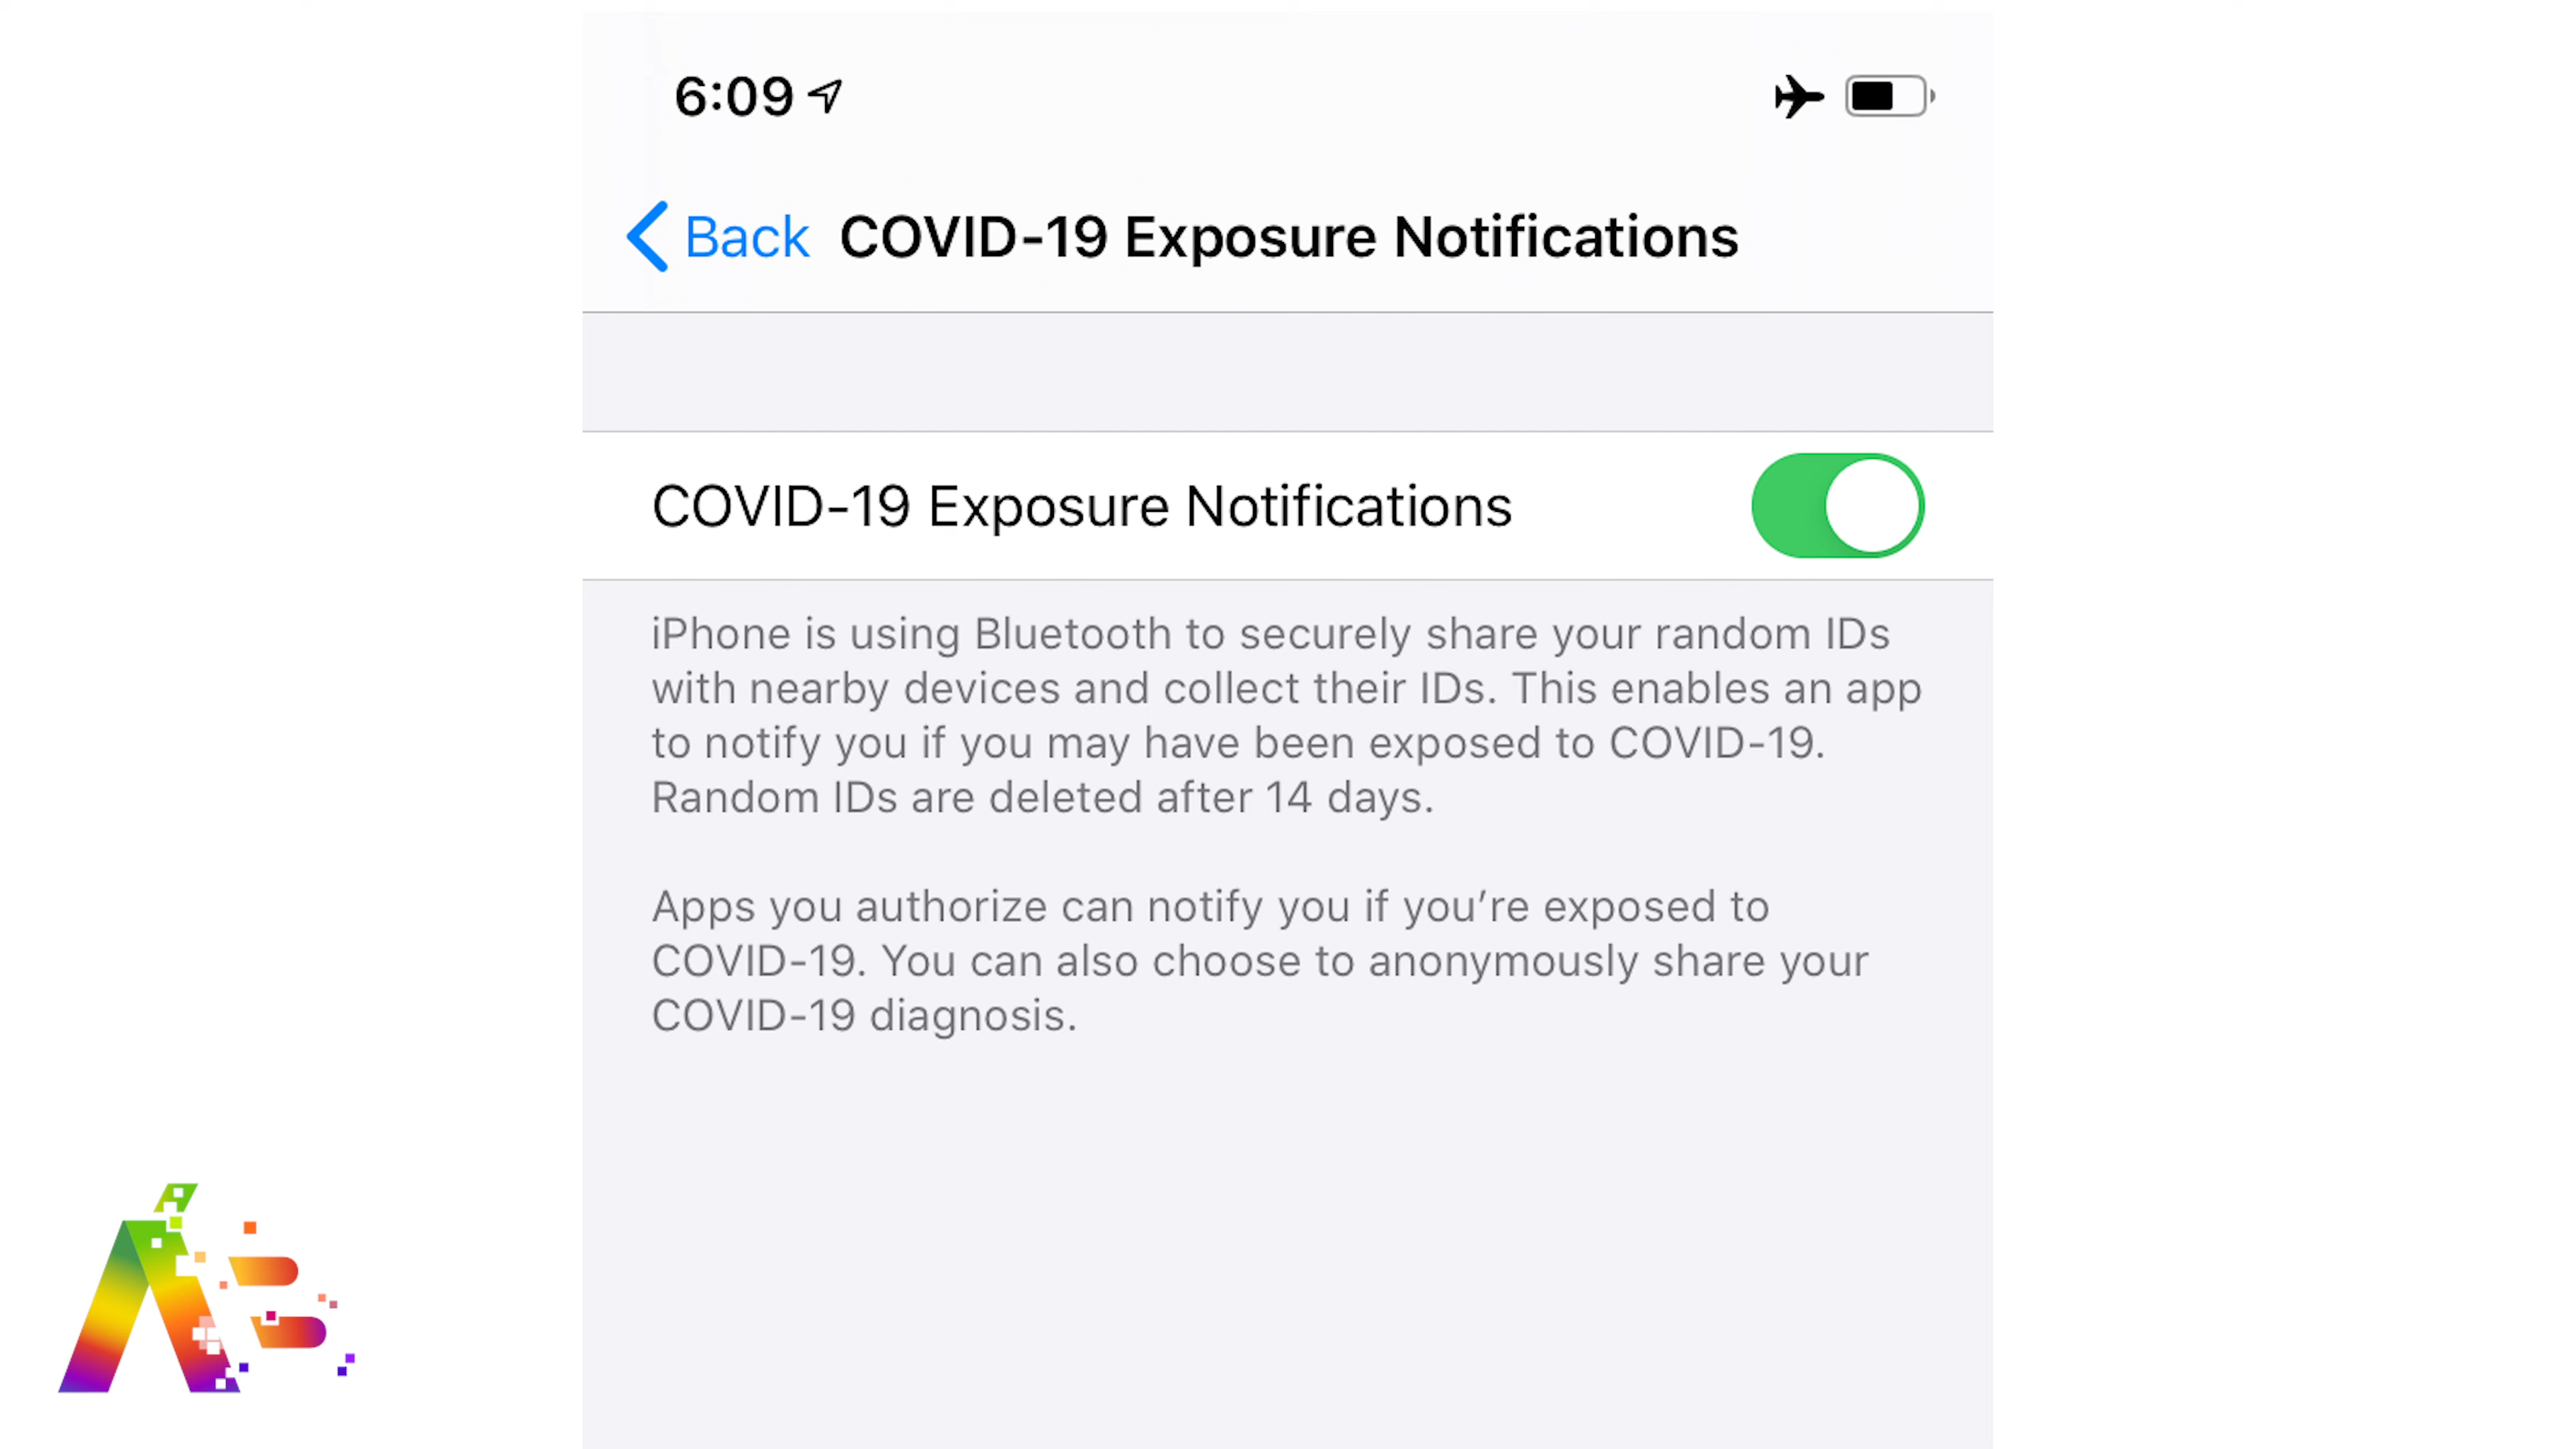 6:09
Back COVID-19 Exposure Notifications
COVID-19 Exposure Notifications
iPhone is using Bluetooth to securely share your random IDs
with nearby devices and collect their IDs. This enables an app
to notify you if you may have been exposed to COVID-19.
Random IDs are deleted after 14 days.
Apps you authorize can notify you if you’re exposed to
COVID-19. You can also choose to anonymously share your
COVID-19 diagnosis.